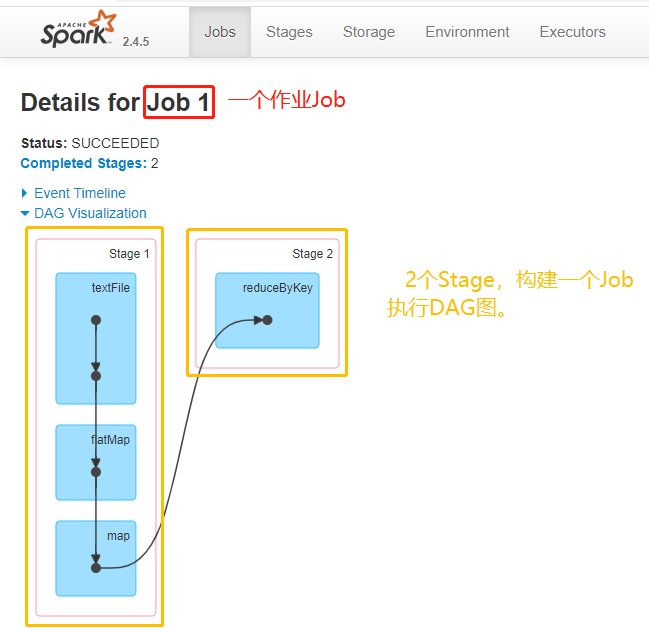 APACHE
Spark 2.4.5 Jobs Stages Storage Environment Executors
Details for Job 1 一个作业Job
Status: SUCCEEDED
Completed Stages: 2
Event Timeline
DAG Visualization
Stage 1
textFile
flatMap
map
Stage 2
reduceByKey
2个Stage，构建一个Job
执行DAG图。